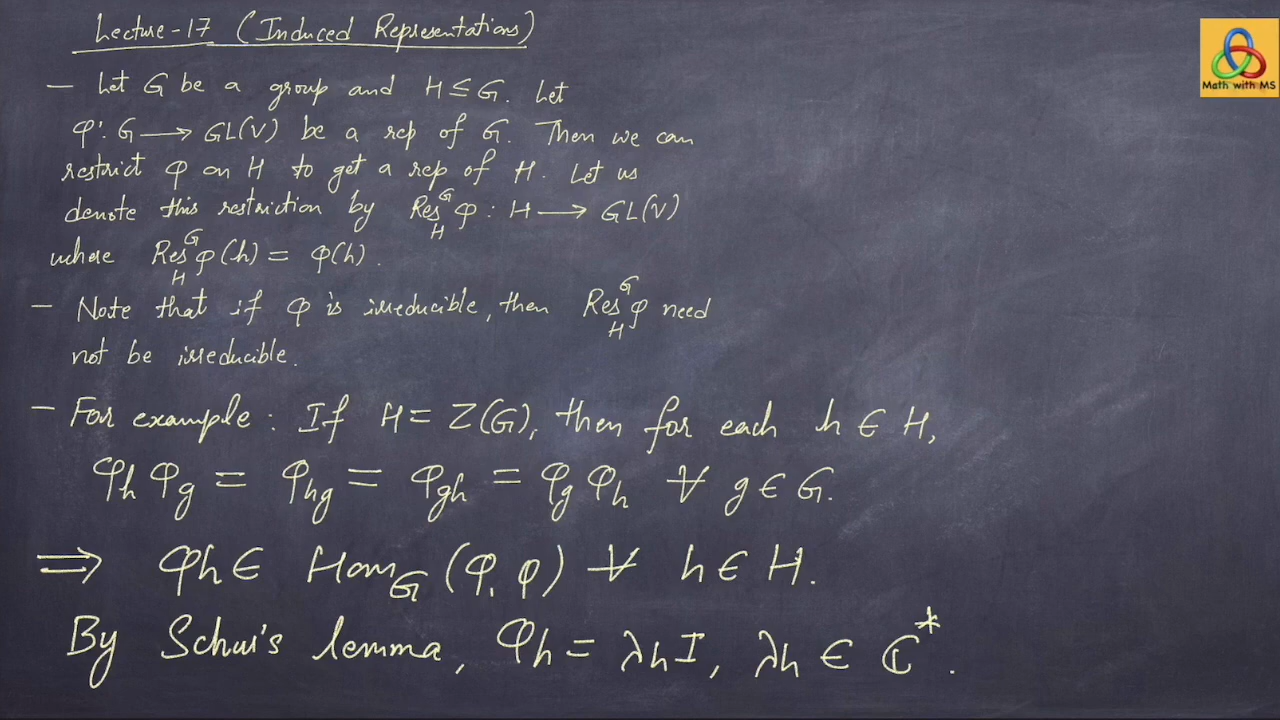 Lecture-17 (Induced Representations)
— Let G be a group and H ≤ G. Let
φ: G → GL(V) be a rep of G. Then we can
restrict φ on H to get a rep of H. Let us
denote this restriction by Res^G_H φ : H → GL(V)
where Res^G_H φ(h) = φ(h).
— Note that if φ is irreducible, then Res^G_H φ need
not be irreducible.
— For example: If H = Z(G), then for each h ∈ H,
φ_h φ_g = φ_hg = φ_gh = φ_g φ_h ∀ g ∈ G.
⇒ φ_h ∈ Hom_G (φ, φ) ∀ h ∈ H.
By Schur's lemma, φ_h = λ_h I, λ_h ∈ ℂ^*.
Math with MS